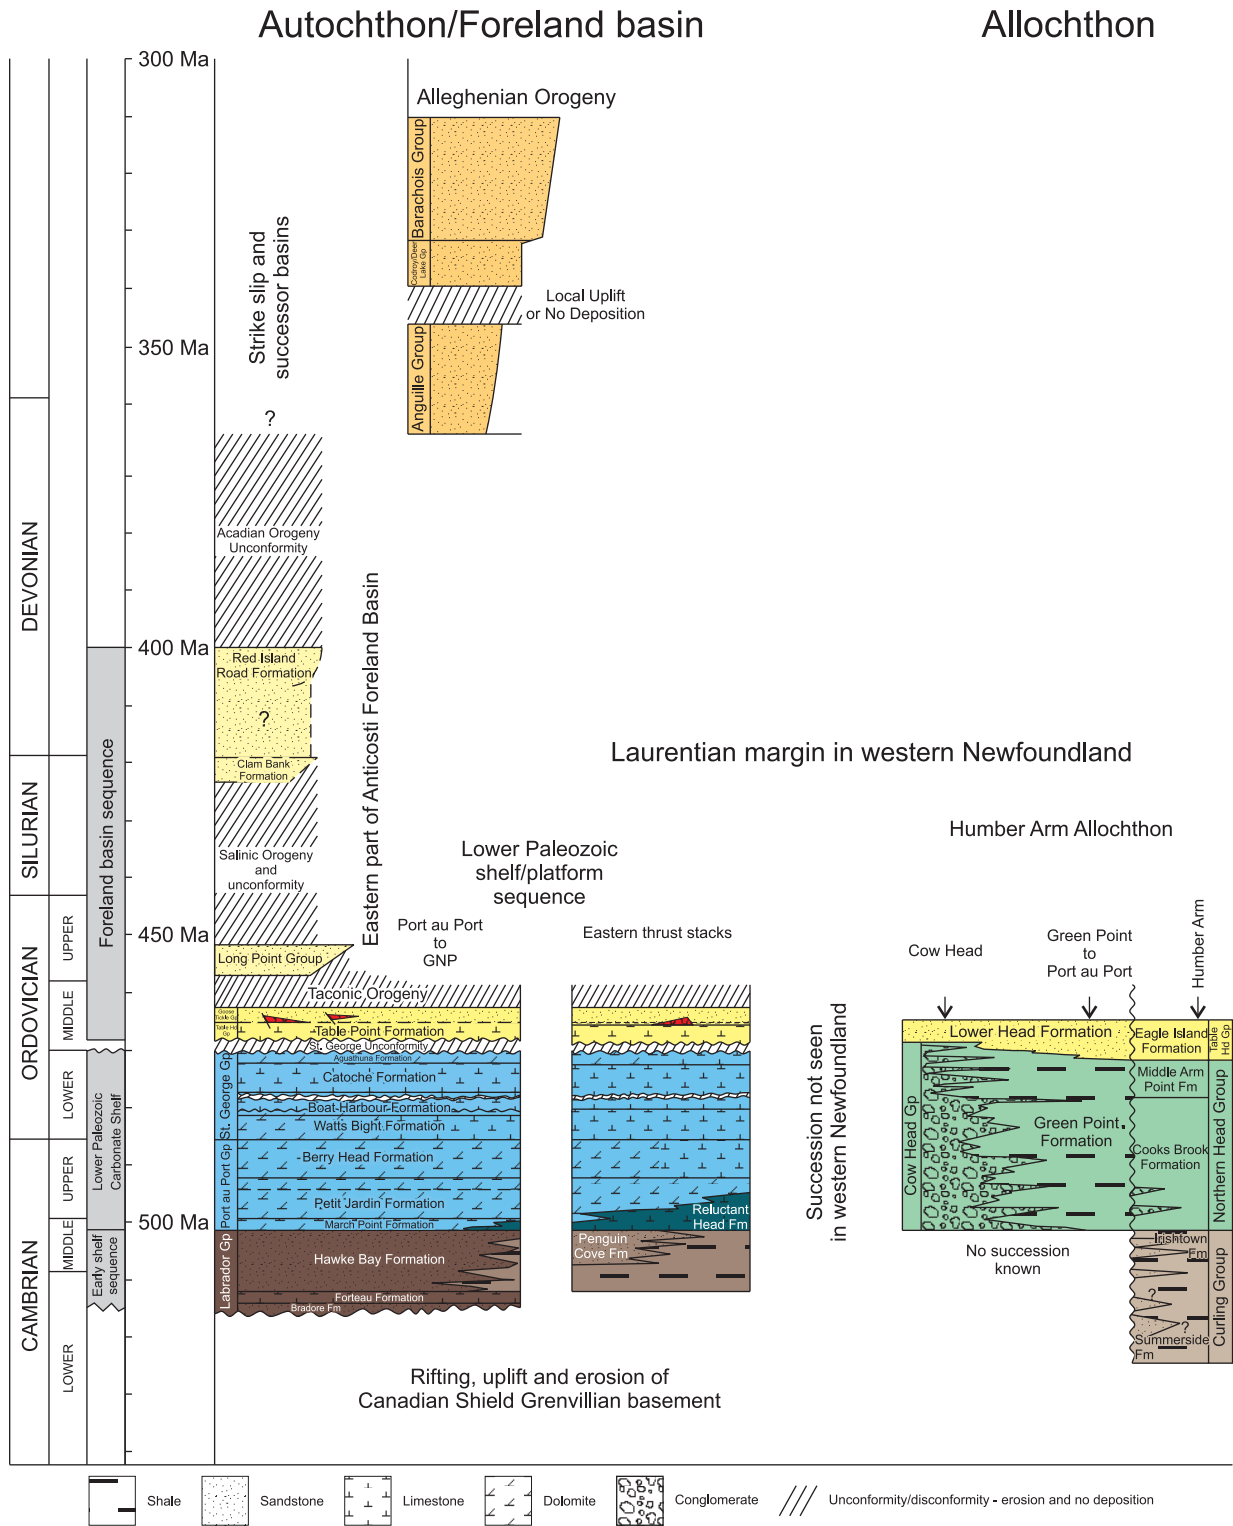 Autochthon/Foreland basin
Allochthon
300 Ma
350 Ma
400 Ma
450 Ma
500 Ma
DEVONIAN
SILURIAN
ORDOVICIAN
CAMBRIAN
UPPER
MIDDLE
LOWER
UPPER
MIDDLE
LOWER
Foreland basin sequence
Lower Paleozoic
Carbonate Shelf
Early shelf
sequence
Alleghenian Orogeny
Barachois Group
Codroy/Deer
Lake Gp
Local Uplift
or No Deposition
Anguille Group
Strike slip and
successor basins
?
Acadian Orogeny
Unconformity
Red Island
Road Formation
?
Clam Bank
Formation
Salinic Orogeny
and
unconformity
Eastern part of Anticosti Foreland Basin
Long Point Group
Taconic Orogeny
Laurentian margin in western Newfoundland
Lower Paleozoic
shelf/platform
sequence
Port au Port
to
GNP
Eastern thrust stacks
Goose
Tickle Gp
Table Hd
Gp
Table Point Formation
St. George Unconformity
Aguathuna Formation
St. George Gp
Catoche Formation
Boat Harbour Formation
Watts Bight Formation
Port au Port Gp
Berry Head Formation
Petit Jardin Formation
March Point Formation
Labrador Gp
Hawke Bay Formation
Forteau Formation
Bradore Fm
Reluctant
Head Fm
Penguin
Cove Fm
Rifting, uplift and erosion of
Canadian Shield Grenvillian basement
Succession not seen
in western Newfoundland
Humber Arm Allochthon
Cow Head
Green Point
to
Port au Port
Humber Arm
Lower Head Formation
Eagle Island
Formation
Table
Hd Gp
Middle Arm
Point Fm
Cow Head Gp
Green Point
Formation
Cooks Brook
Formation
Northern Head Group
No succession
known
Irishtown
Fm
?
?
Summerside
Fm
Curling Group
Shale
Sandstone
Limestone
Dolomite
Conglomerate
Unconformity/disconformity - erosion and no deposition